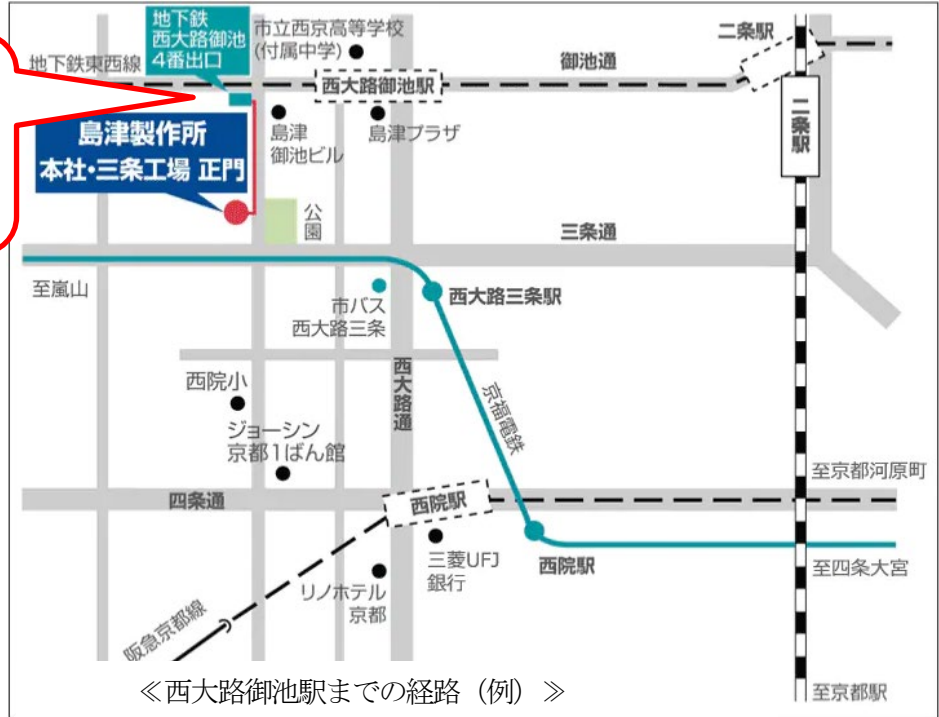 地下鉄
西大路御池
4番出口
市立西京高等学校
(付属中学)
二条駅
地下鉄東西線
御池通
西大路御池駅
二条駅
島津
御池ビル
島津プラザ
島津製作所
本社・三条工場 正門
公園
三条通
至嵐山
市バス
西大路三条
西大路三条駅
西大路通
京福電鉄
西院小
ジョーシン
京都1ばん館
至京都河原町
四条通
西院駅
三菱UFJ
銀行
西院駅
至四条大宮
リノホテル
京都
阪急京都線
≪西大路御池駅までの経路（例）≫
至京都駅